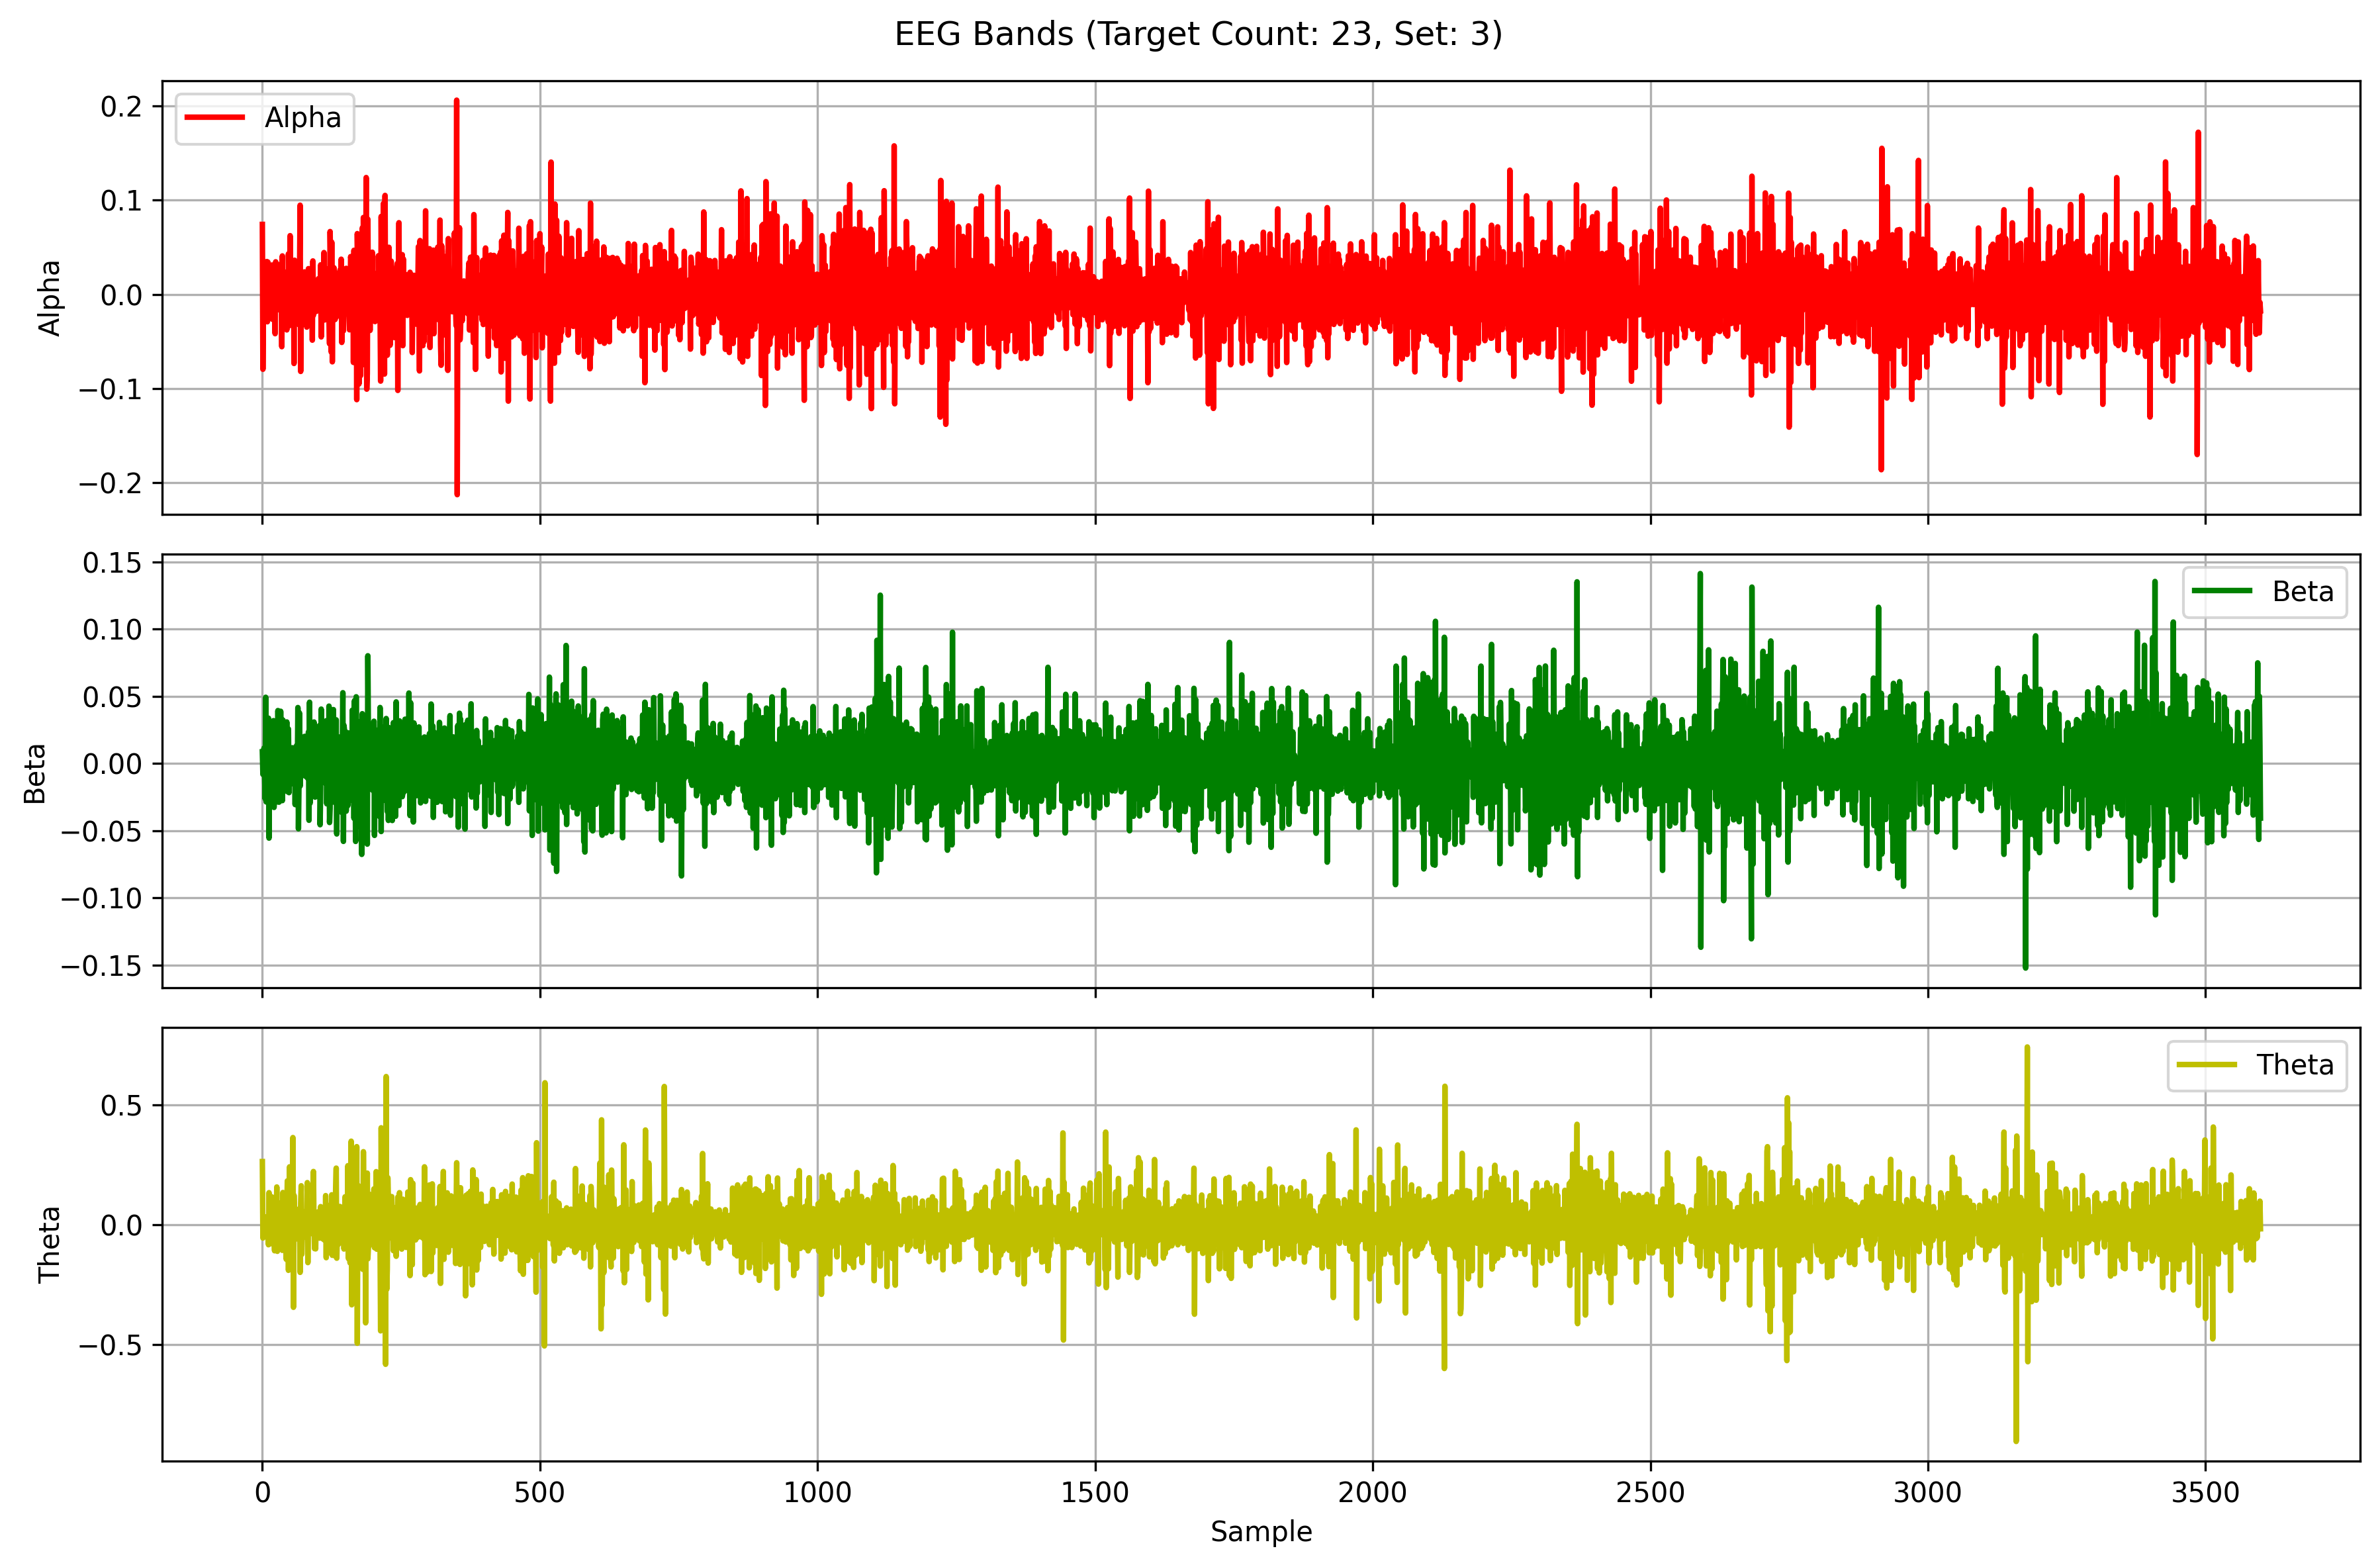 EEG Bands (Target Count: 23, Set: 3)
Alpha
0.2
0.1
0.0
−0.1
−0.2
Alpha
Beta
0.15
0.10
0.05
0.00
−0.05
−0.10
−0.15
Beta
Theta
0.5
0.0
−0.5
Theta
0 500 1000 1500 2000 2500 3000 3500
Sample